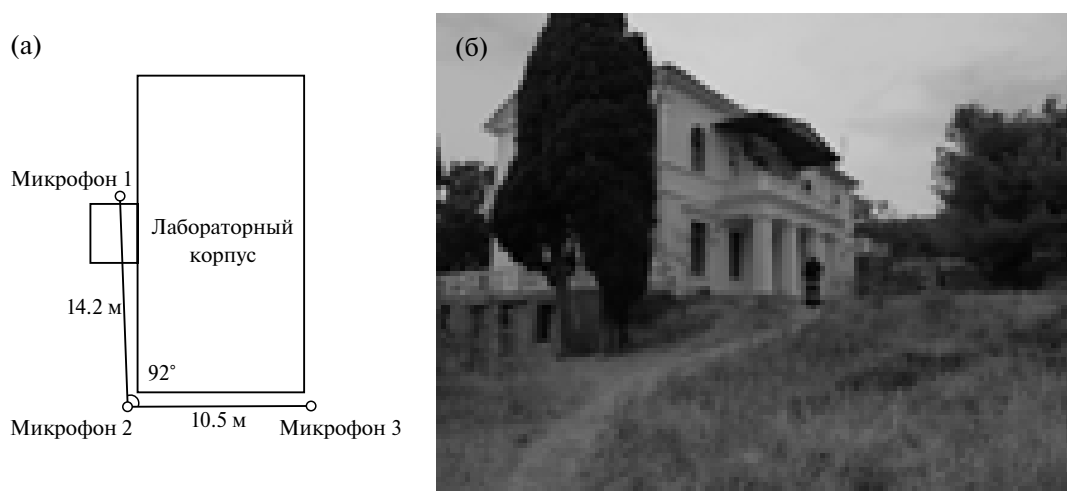 (а)
(б)
Микрофон 1
Лабораторный
корпус
14.2 м
92°
10.5 м
Микрофон 2
Микрофон 3